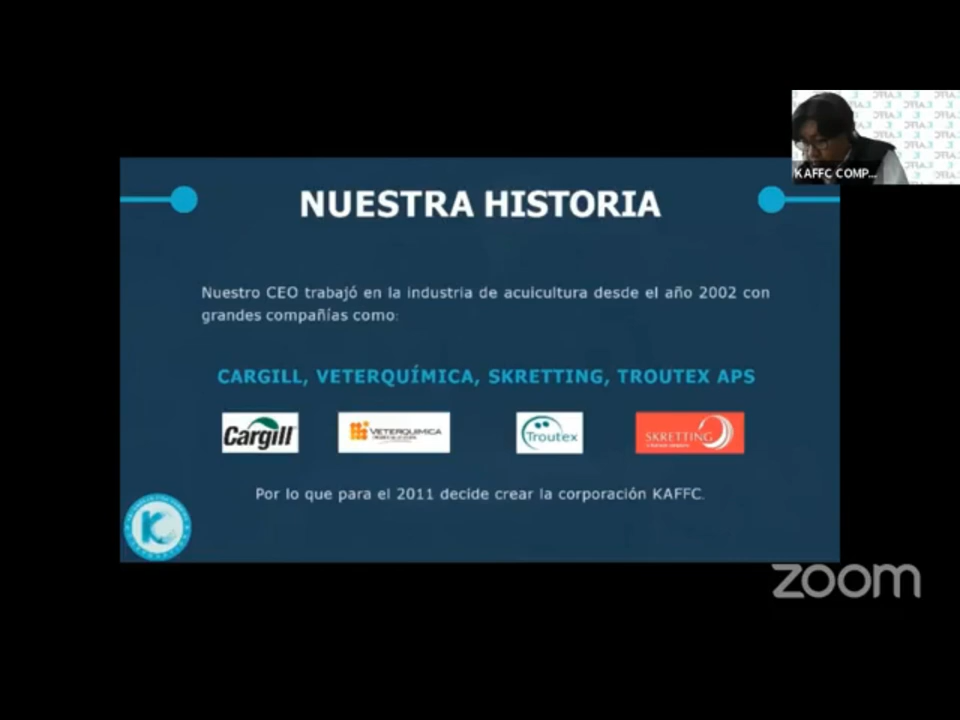 KAFFC COMP...
NUESTRA HISTORIA
Nuestro CEO trabajó en la industria de acuicultura desde el año 2002 con
grandes compañías como:
CARGILL, VETERQUÍMICA, SKRETTING, TROUTEX APS
Cargill
VETERQUIMICA
Troutex
SKRETTING
Por lo que para el 2011 decide crear la corporación KAFFC.
K
zoom